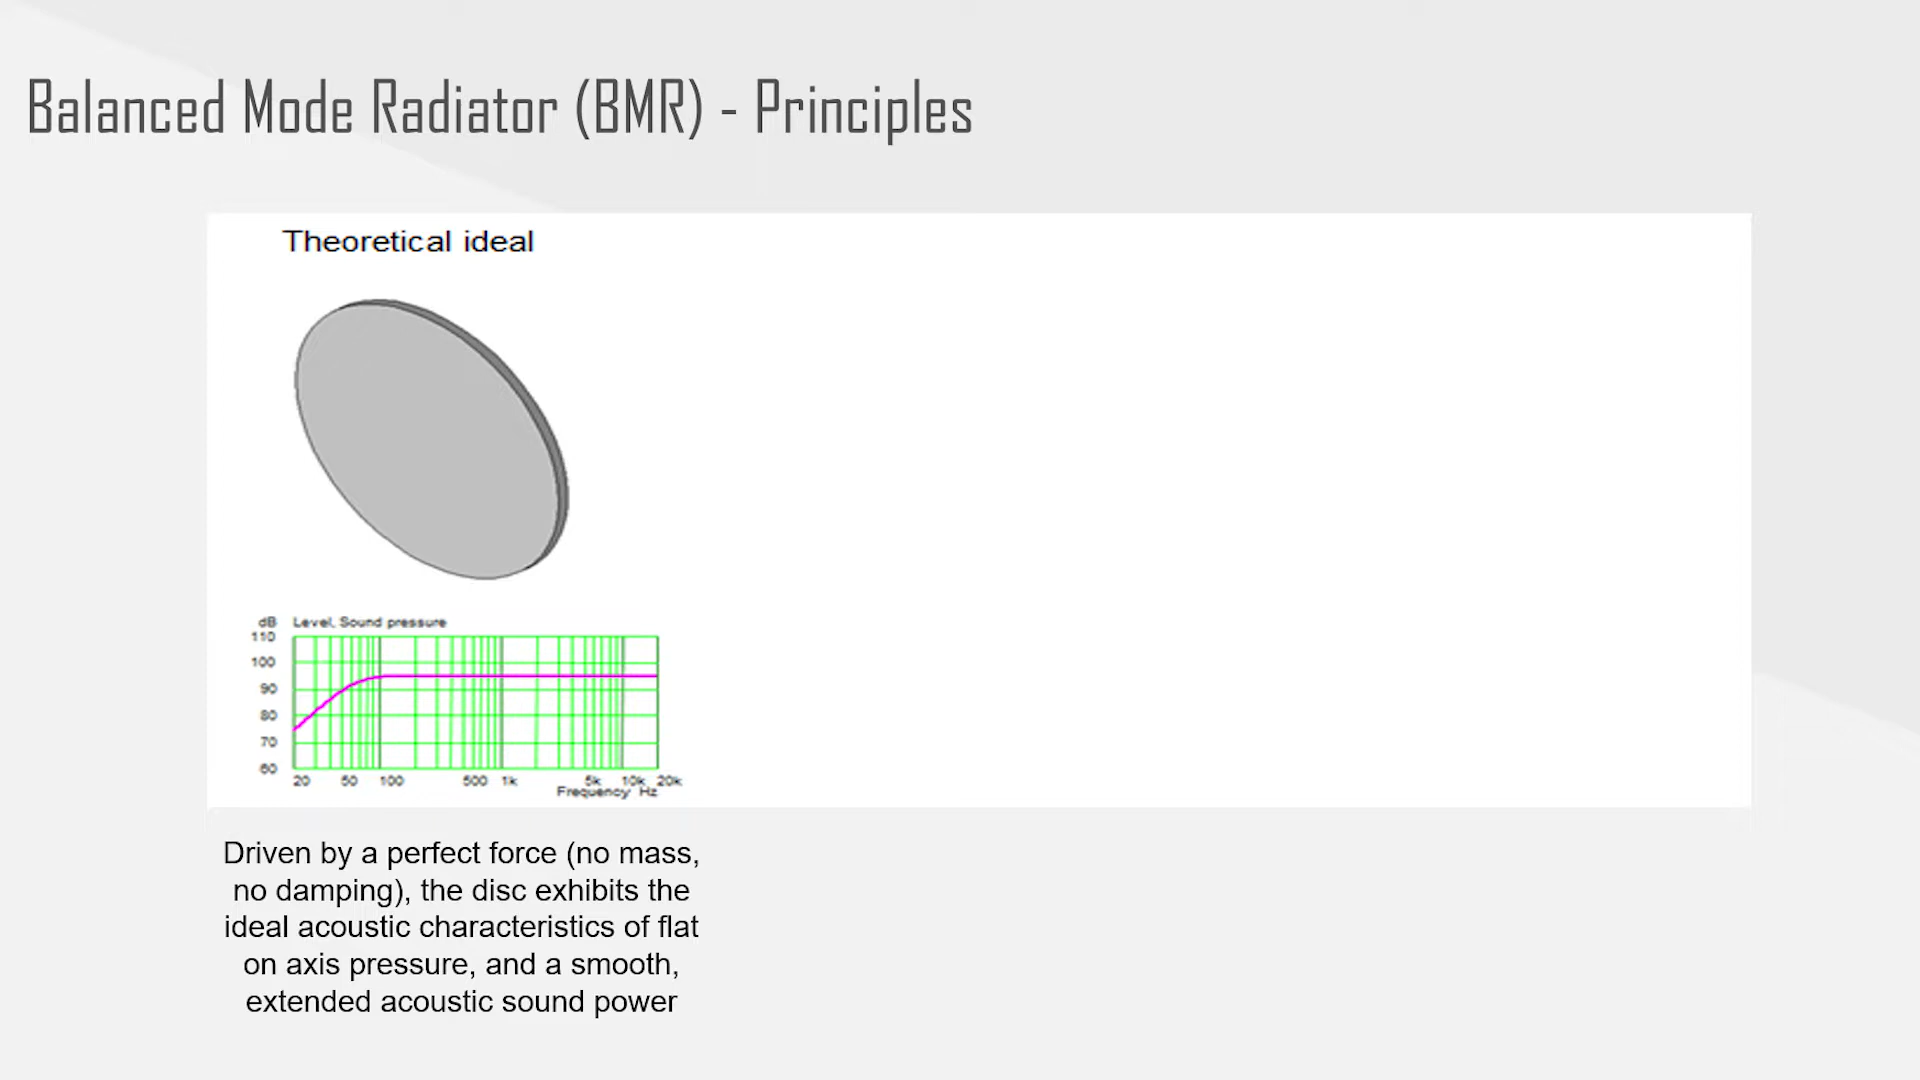 Balanced Mode Radiator (BMR) - Principles
Theoretical ideal
dB Level, Sound pressure
110
100
90
80
70
60
20 50 100 500 1k 5k 10k 20k
Frequency Hz
Driven by a perfect force (no mass,
no damping), the disc exhibits the
ideal acoustic characteristics of flat
on axis pressure, and a smooth,
extended acoustic sound power